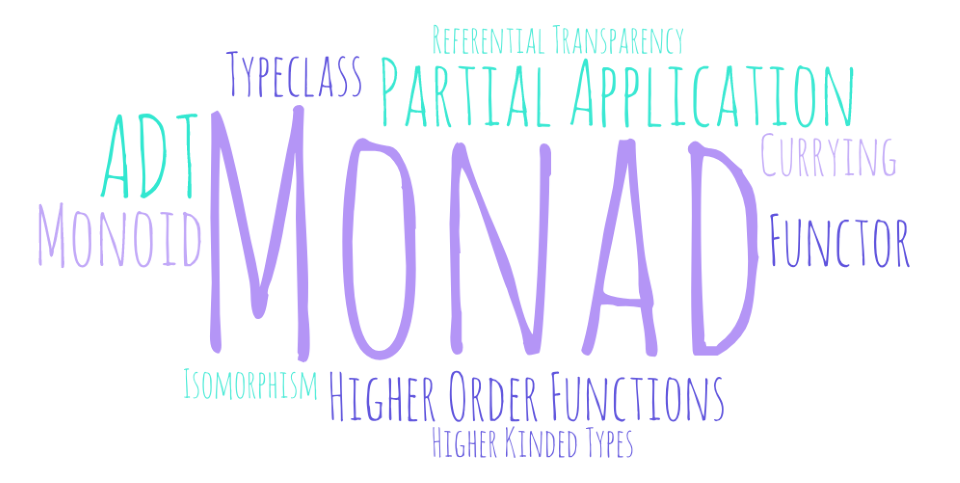 Referential Transparency
Typeclass
Partial Application
ADT
Monad
Currying
Monoid
Functor
Isomorphism
Higher Order Functions
Higher Kinded Types